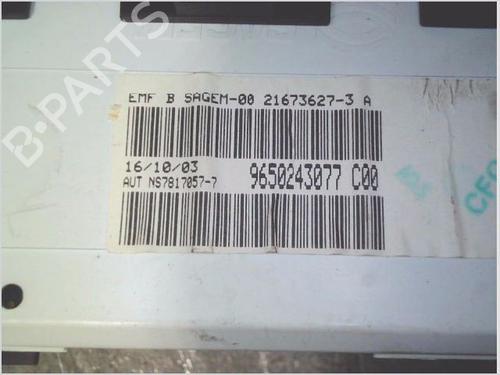 B-PARTS
EMF B SAGEM-00 21673627-3 A
16/10/03
9650243077 C00
AUT NS7817057-7